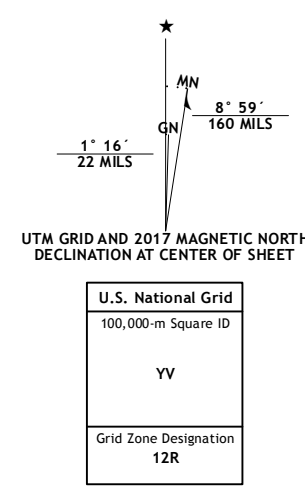 ★
MN
8° 59´
160 MILS
GN
1° 16´
22 MILS
UTM GRID AND 2017 MAGNETIC NORTH
DECLINATION AT CENTER OF SHEET
U.S. National Grid
100,000-m Square ID
YV
Grid Zone Designation
12R